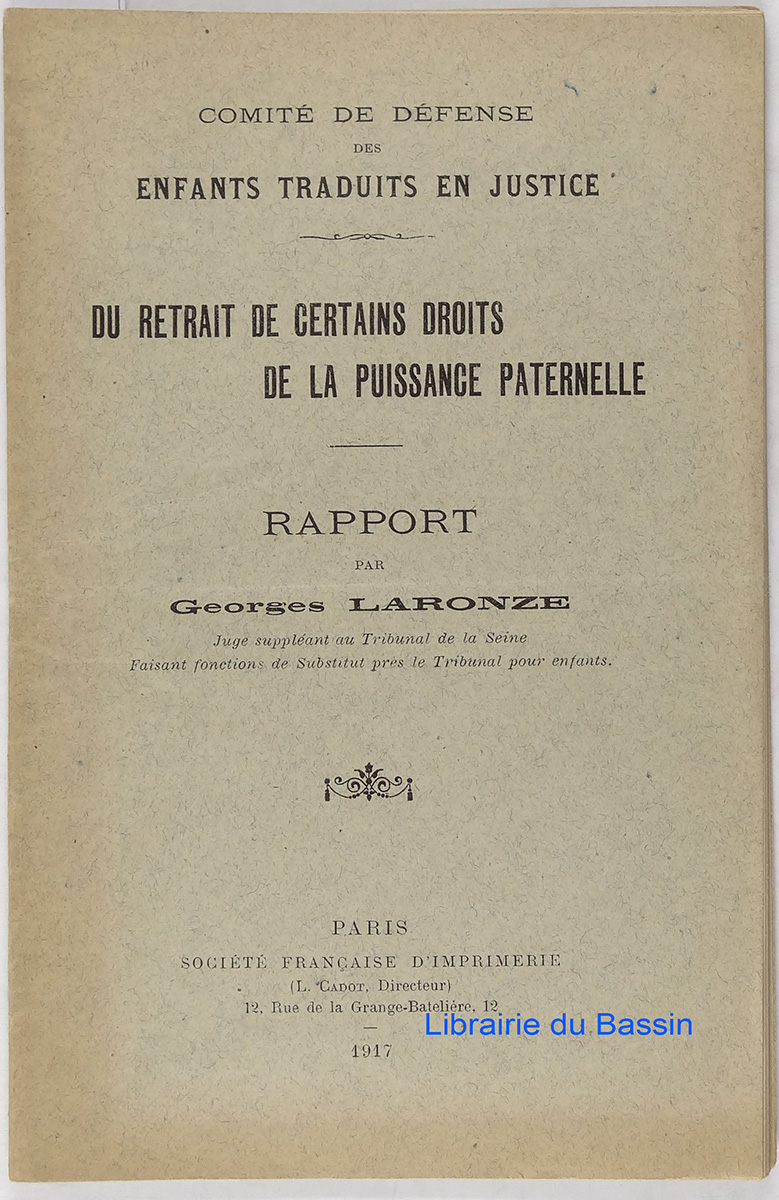 COMITÉ DE DÉFENSE
DES
ENFANTS TRADUITS EN JUSTICE
DU RETRAIT DE CERTAINS DROITS
DE LA PUISSANCE PATERNELLE
RAPPORT
PAR
Georges LARONZE
Juge suppléant au Tribunal de la Seine
Faisant fonctions de Substitut près le Tribunal pour enfants.
PARIS
SOCIÉTÉ FRANÇAISE D'IMPRIMERIE
(L. CADOT, Directeur)
12, Rue de la Grange-Batelière, 12
Librairie du Bassin
1917